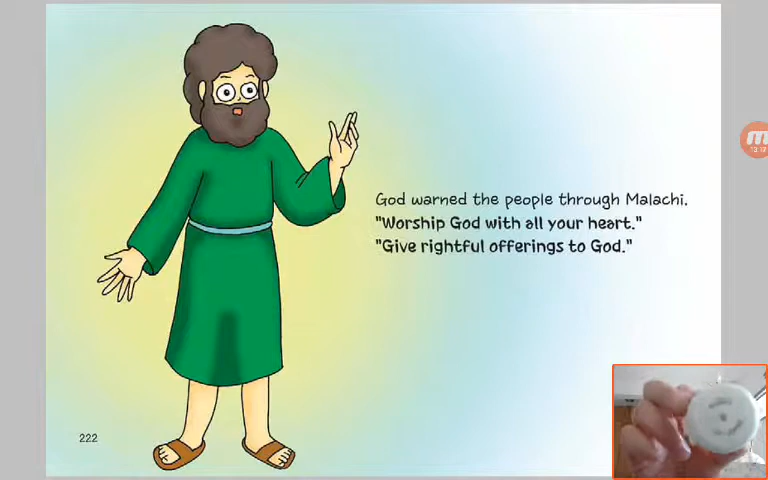 God warned the people through Malachi.
"Worship God with all your heart."
"Give rightful offerings to God."
222